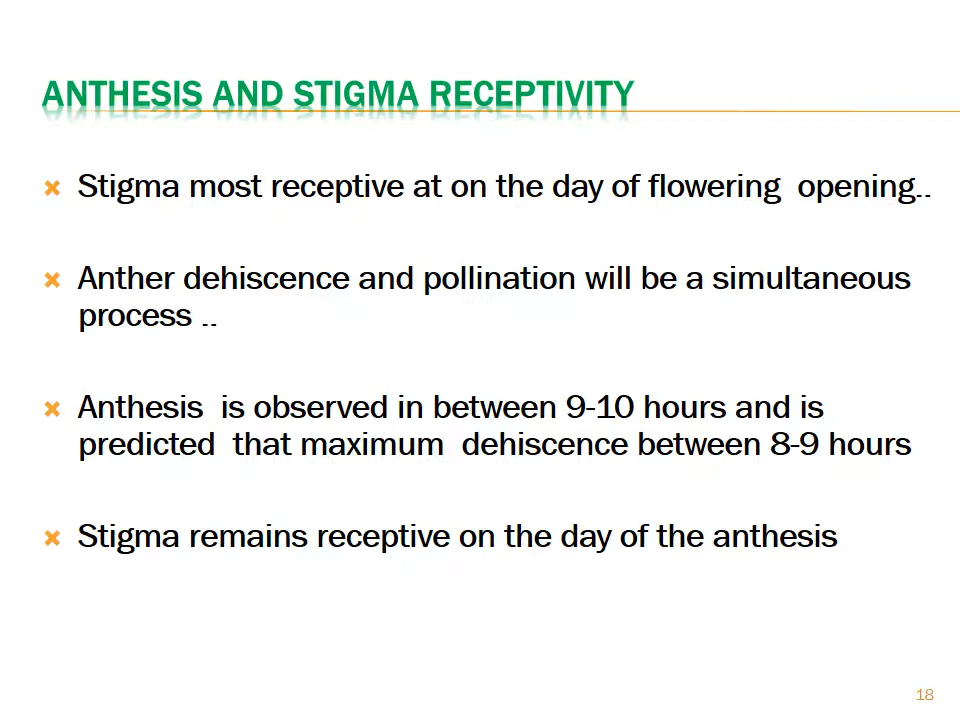 ANTHESIS AND STIGMA RECEPTIVITY
Stigma most receptive at on the day of flowering opening..
Anther dehiscence and pollination will be a simultaneous
process ..
Anthesis is observed in between 9-10 hours and is
predicted that maximum dehiscence between 8-9 hours
Stigma remains receptive on the day of the anthesis
18